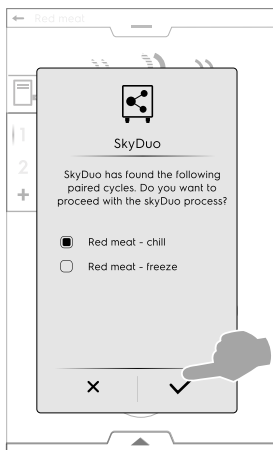 ← Red meat
SkyDuo
SkyDuo has found the following
paired cycles. Do you want to
proceed with the skyDuo process?
Red meat - chill
Red meat - freeze
1
2
+